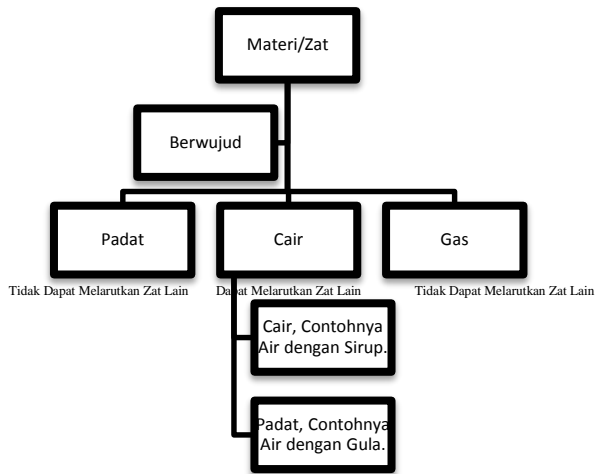 Materi/Zat
Berwujud
Padat
Cair
Gas
Tidak Dapat Melarutkan Zat Lain
Dapat Melarutkan Zat Lain
Tidak Dapat Melarutkan Zat Lain
Cair, Contohnya
Air dengan Sirup.
Padat, Contohnya
Air dengan Gula.